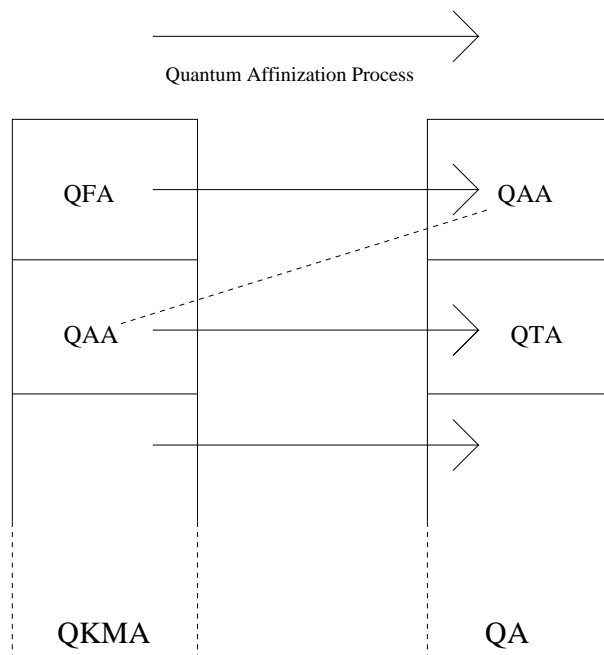 Quantum Affinization Process
QFA
QAA
QAA
QTA
QKMA
QA